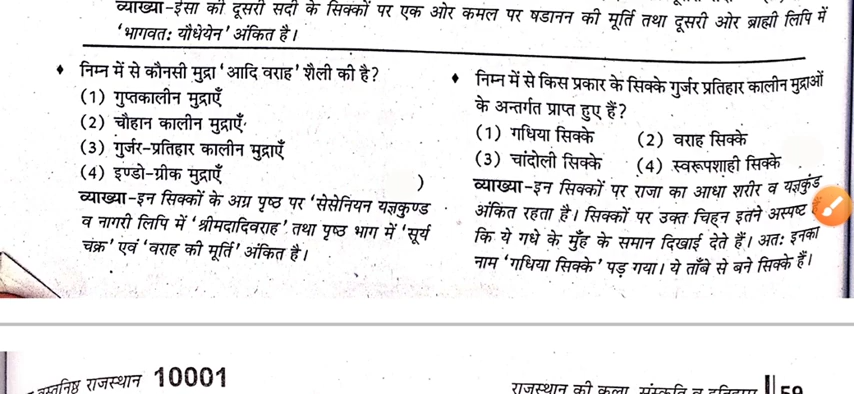 व्याख्या-ईसा की दूसरी सदी के सिक्कों पर एक ओर कमल पर षडानन की मूर्ति तथा दूसरी ओर ब्राह्मी लिपि में
'भागवत: यौधेयेन' अंकित है।
♦ निम्न में से कौनसी मुद्रा 'आदि वराह' शैली की है?
(1) गुप्तकालीन मुद्राएँ
(2) चौहान कालीन मुद्राएँ
(3) गुर्जर-प्रतिहार कालीन मुद्राएँ
(4) इण्डो-ग्रीक मुद्राएँ )
व्याख्या-इन सिक्कों के अग्र पृष्ठ पर 'सेसेनियन यज्ञकुण्ड
व नागरी लिपि में 'श्रीमदादिवराह' तथा पृष्ठ भाग में 'सूर्य
चंक्र' एवं 'वराह की मूर्ति' अंकित है।
♦ निम्न में से किस प्रकार के सिक्के गुर्जर प्रतिहार कालीन मुद्राओं
के अन्तर्गत प्राप्त हुए हैं?
(1) गधिया सिक्के (2) वराह सिक्के
(3) चांदोली सिक्के (4) स्वरूपशाही सिक्के
व्याख्या-इन सिक्कों पर राजा का आधा शरीर व यज्ञकुंड
अंकित रहता है। सिक्कों पर उक्त चिह्न इतने अस्पष्ट
कि ये गधे के मुँह के समान दिखाई देते हैं। अत: इनका
नाम 'गधिया सिक्के' पड़ गया। ये ताँबे से बने सिक्के हैं।
वस्तुनिष्ठ राजस्थान 10001
राजस्थान की कला, संस्कृति व इतिहास 59